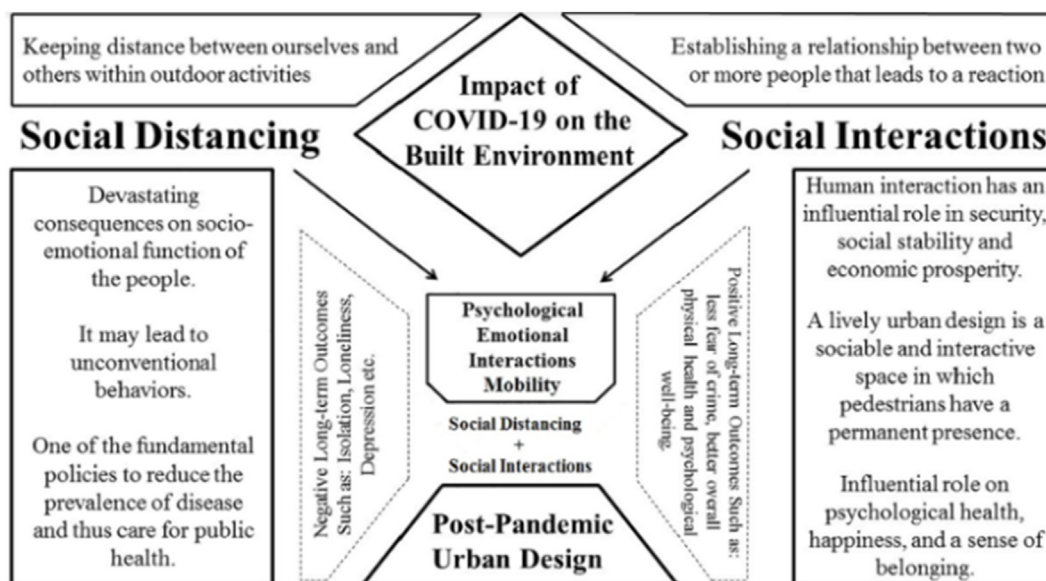 Keeping distance between ourselves and
others within outdoor activities
Impact of
COVID-19 on the
Built Environment
Establishing a relationship between two
or more people that leads to a reaction
Social Distancing
Social Interactions
Devastating
consequences on socio-
emotional function of
the people.
It may lead to
unconventional
behaviors.
One of the fundamental
policies to reduce the
prevalence of disease
and thus care for public
health.
Negative Long-term Outcomes
Such as: Isolation, Loneliness,
Depression etc.
Psychological
Emotional
Interactions
Mobility
Social Distancing
+
Social Interactions
Post-Pandemic
Urban Design
Positive Long-term Outcomes Such as:
less fear of crime, better overall
physical health and psychological
well-being.
Human interaction has an
influential role in security,
social stability and
economic prosperity.
A lively urban design is a
sociable and interactive
space in which
pedestrians have a
permanent presence.
Influential role on
psychological health,
happiness, and a sense of
belonging.